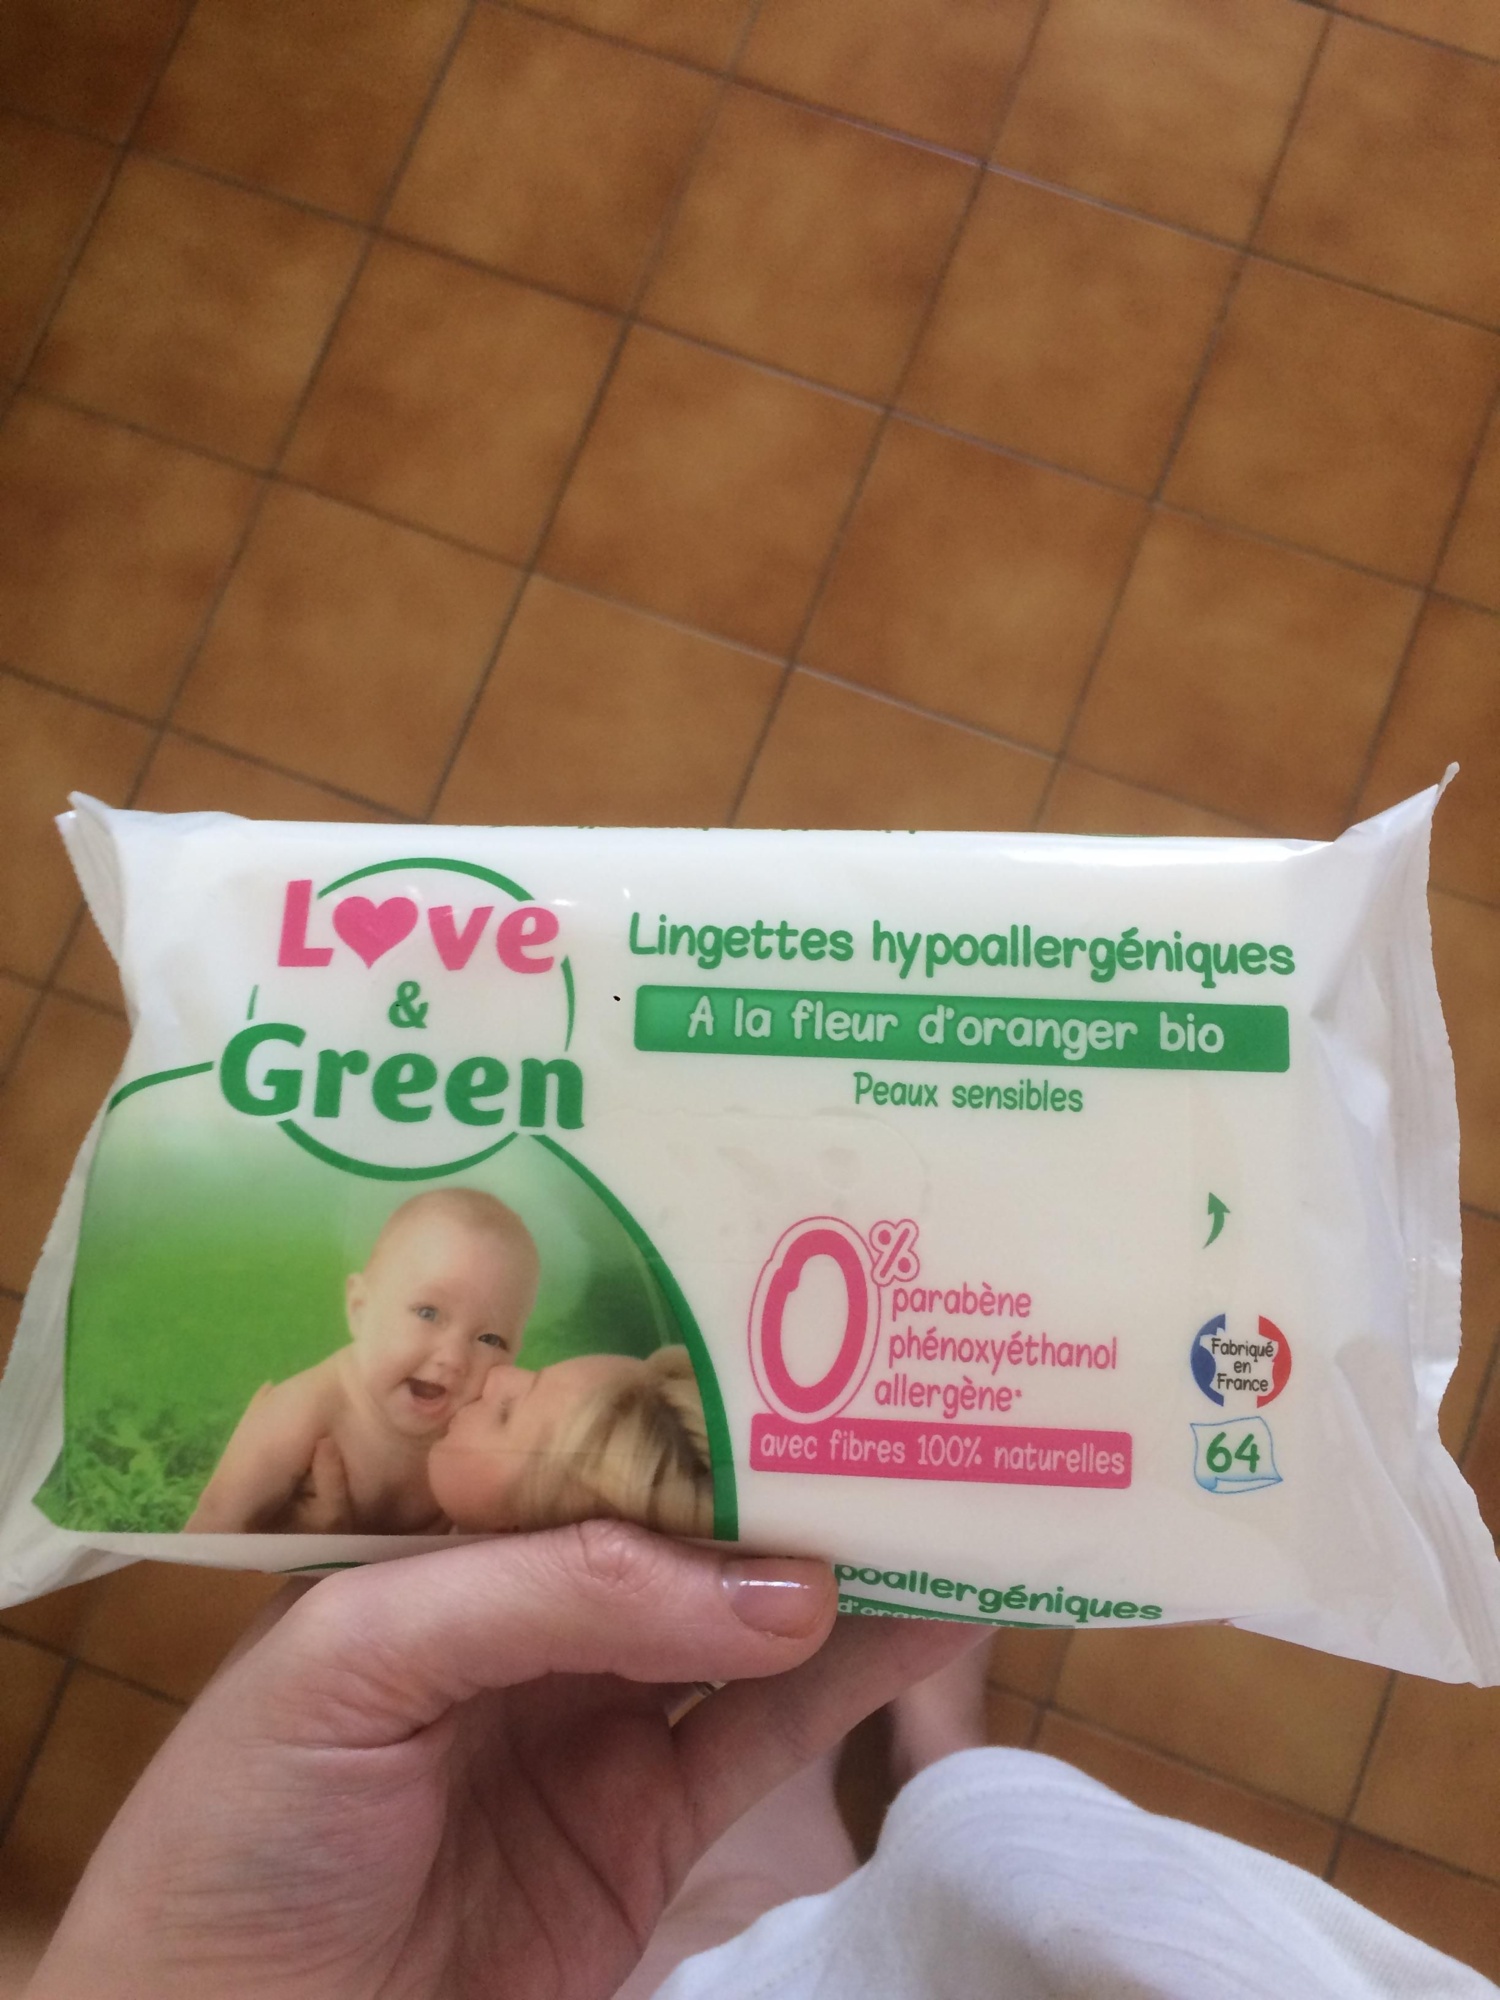 Love
&
Green
Lingettes hypoallergéniques
A la fleur d'oranger bio
Peaux sensibles
0%
parabène
phénoxyéthanol
allergène*
avec fibres 100% naturelles
Fabriqué
en
France
64
poallergéniques